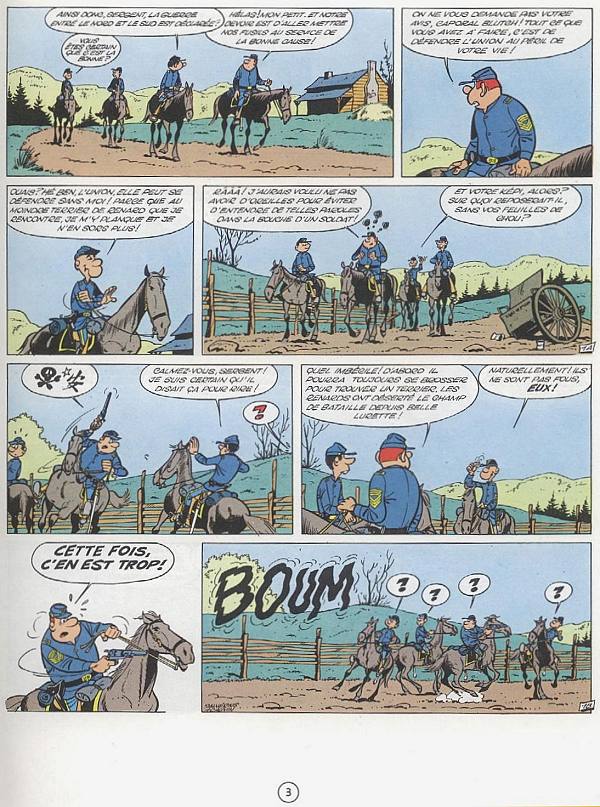 AINSI DONC, SERGENT, LA GUERRE
ENTRE LE NORD ET LE SUD EST DÉCLARÉE?
VOUS
ÊTES CERTAIN
QUE C'EST LA
BONNE?
HÉLAS! MON PETIT. ET NOTRE
DEVOIR EST D'ALLER METTRE
NOS FUSILS AU SERVICE DE
LA BONNE CAUSE!
ON NE VOUS DEMANDE PAS VOTRE
AVIS, CAPORAL BLUTCH! TOUT CE QUE
VOUS AVEZ À FAIRE, C'EST DE
DÉFENDRE L'UNION AU PÉRIL DE
VOTRE VIE!
OUAIS? HÉ BEN, L'UNION, ELLE PEUT SE
DÉFENDRE SANS MOI! PARCE QUE AU
MOINDRE TERRIER DE RENARD QUE JE
RENCONTRE, JE M'Y PLANQUE ET JE
N'EN SORS PLUS!
RÂÂÂ! J'AURAIS VOULU NE PAS
AVOIR D'OREILLES POUR ÉVITER
D'ENTENDRE DE TELLES PAROLES
DANS LA BOUCHE D'UN SOLDAT!
ET VOTRE KÉPI, ALORS?
SUR QUOI REPOSERAIT-IL,
SANS VOS FEUILLES DE
CHOU?
1A
CALMEZ-VOUS, SERGENT!
JE SUIS CERTAIN QU'IL
DISAIT ÇA POUR RIRE!
?
QUEL IMBÉCILE! D'ABORD IL
POURRA TOUJOURS SE BROSSER
POUR TROUVER UN TERRIER, LES
RENARDS ONT DÉSERTÉ LE CHAMP
DE BATAILLE DEPUIS BELLE
LURETTE!
NATURELLEMENT! ILS
NE SONT PAS FOUS,
EUX!
CETTE FOIS,
C'EN EST TROP!
BOUM
?
?
?
?
3